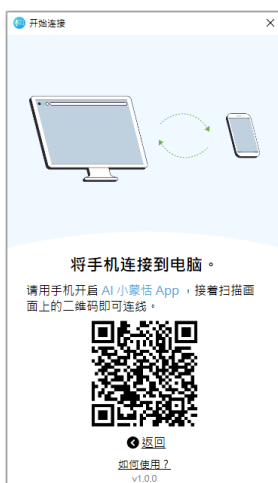 开始连接
将手机连接到电脑。
请用手机开启 AI 小蒙恬 App ，接着扫描画
面上的二维码即可连线。
返回
如何使用？
v1.0.0